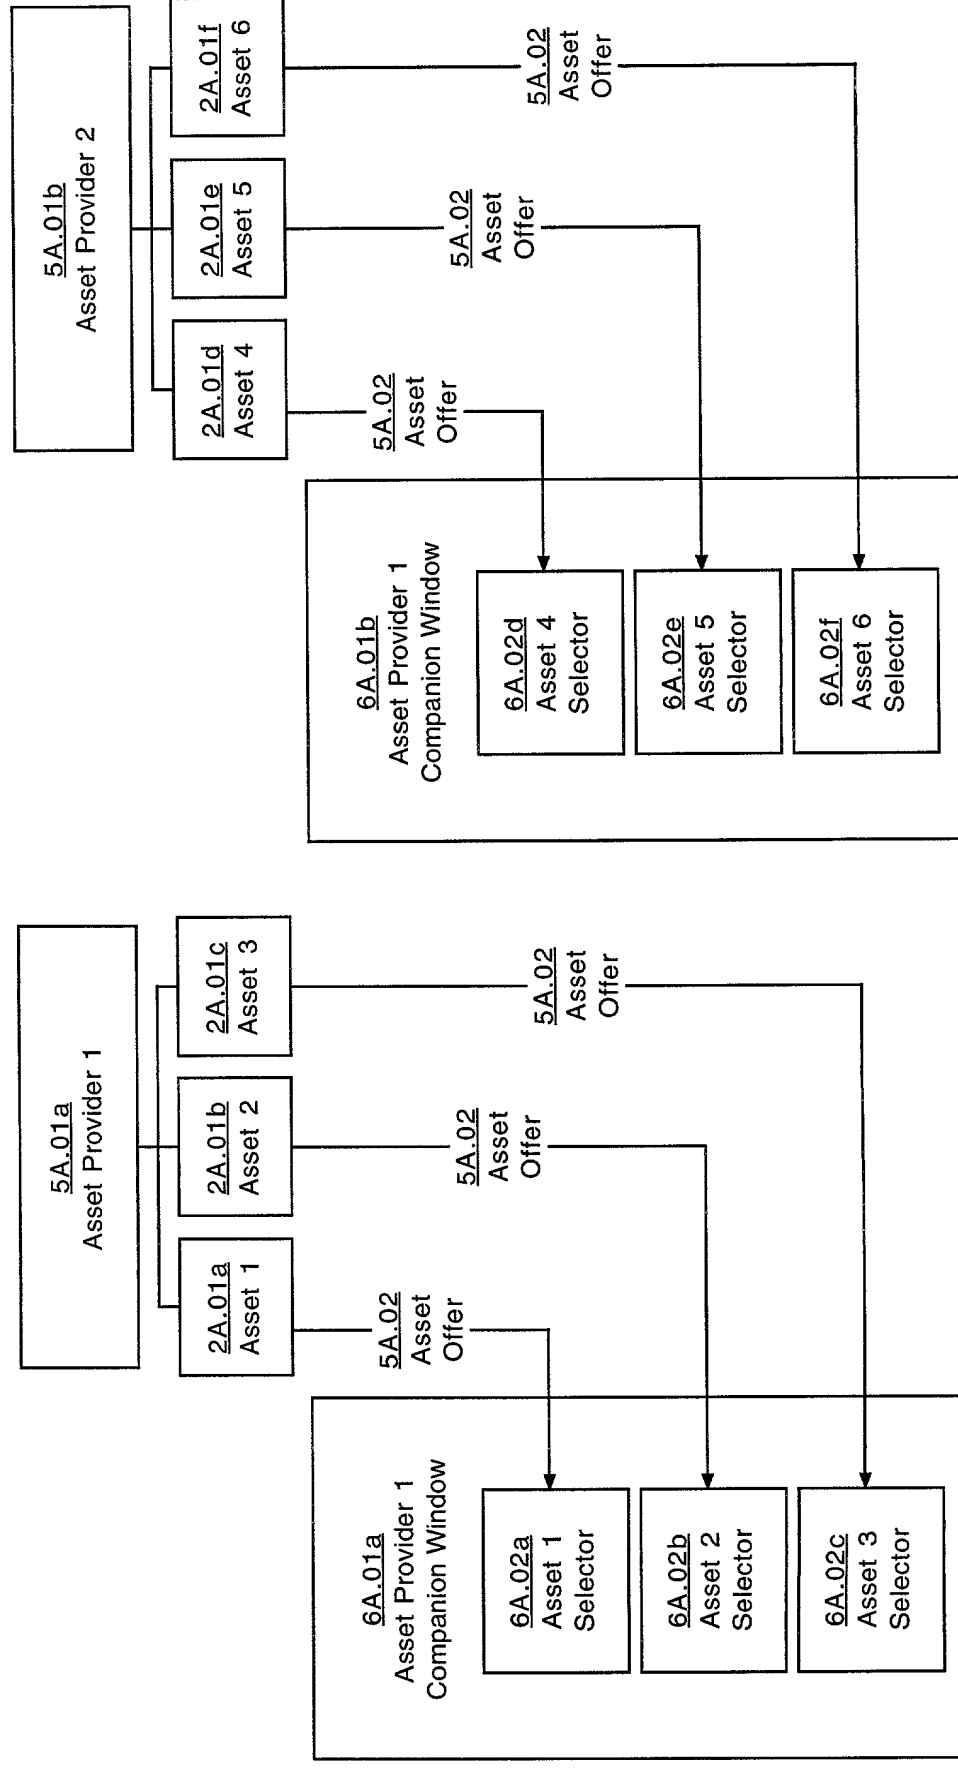 5A.01a
Asset Provider 1
2A.01a
Asset 1
2A.01b
Asset 2
2A.01c
Asset 3
5A.02
Asset
Offer
5A.02
Asset
Offer
5A.02
Asset
Offer
6A.01a
Asset Provider 1
Companion Window
6A.02a
Asset 1
Selector
6A.02b
Asset 2
Selector
6A.02c
Asset 3
Selector
5A.01b
Asset Provider 2
2A.01d
Asset 4
2A.01e
Asset 5
2A.01f
Asset 6
5A.02
Asset
Offer
5A.02
Asset
Offer
5A.02
Asset
Offer
6A.01b
Asset Provider 1
Companion Window
6A.02d
Asset 4
Selector
6A.02e
Asset 5
Selector
6A.02f
Asset 6
Selector